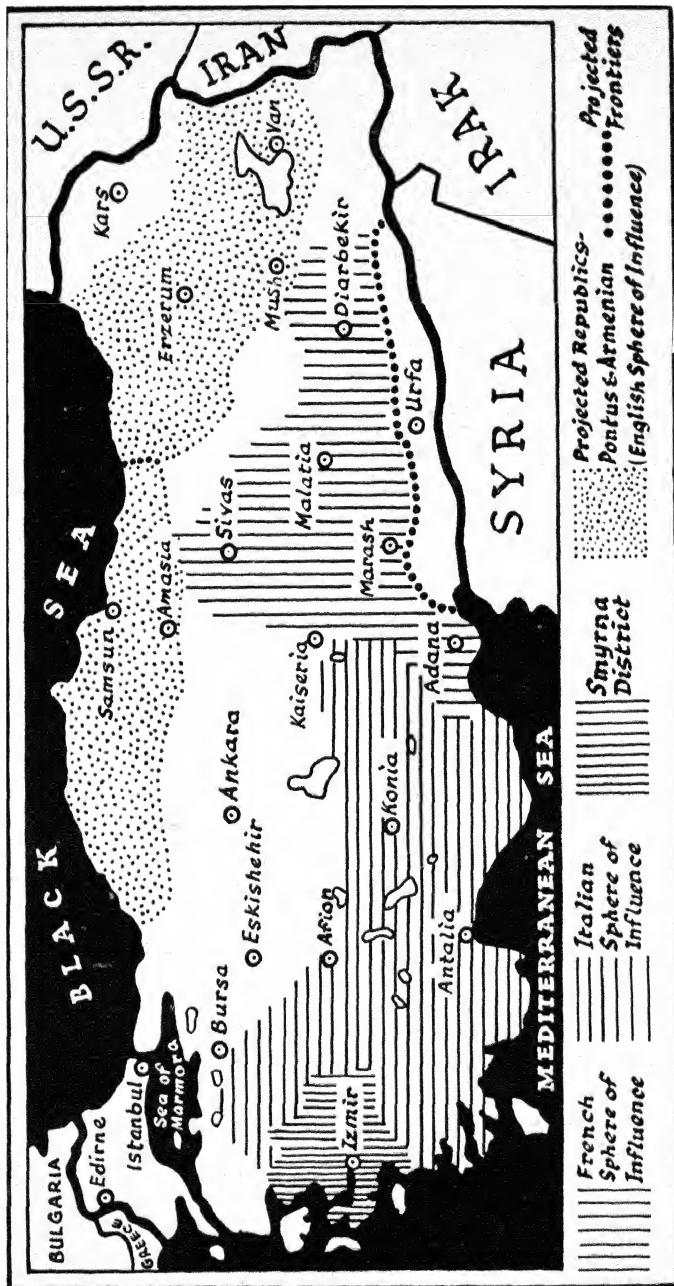 BULGARIA
GREECE
Edirne
BLACK SEA
U.S.S.R.
IRAN
IRAK
SYRIA
MEDITERRANEAN SEA
Istanbul
Sea of
Marmora
Bursa
Eskishehir
Ankara
Samsun
Amasia
Sivas
Erzerum
Kars
Van
Mush
Diarbekir
Malatia
Marash
Urfa
Kaiseria
Adana
Konia
Afion
Antalia
Izmir
French
Sphere of
Influence
Italian
Sphere of
Influence
Smyrna
District
Projected Republics-
Pontus & Armenian
(English Sphere of Influence)
Projected
Frontiers